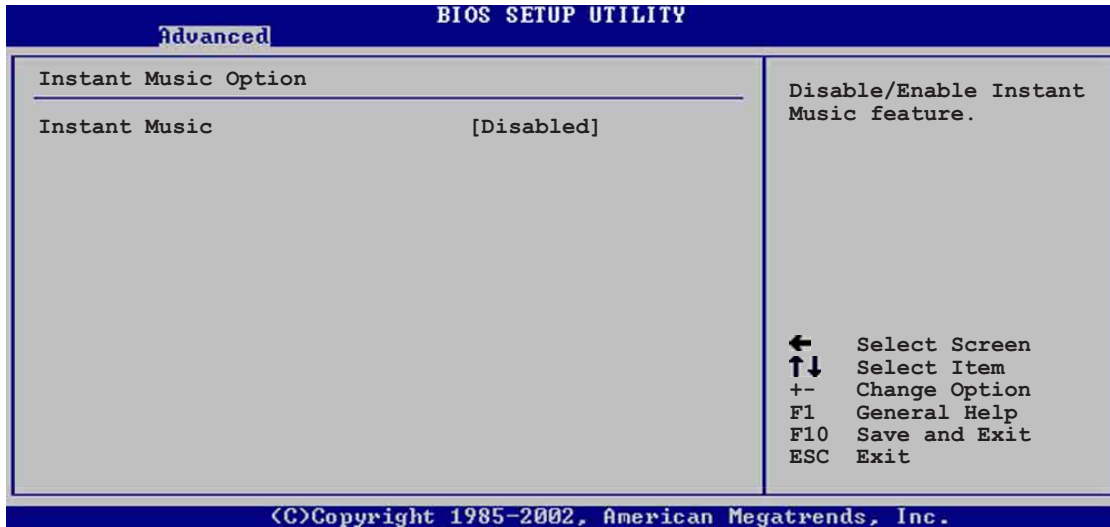 BIOS SETUP UTILITY
Advanced
Instant Music Option
Instant Music [Disabled]
Disable/Enable Instant
Music feature.
← Select Screen
↑↓ Select Item
+- Change Option
F1 General Help
F10 Save and Exit
ESC Exit
(C)Copyright 1985-2002, American Megatrends, Inc.